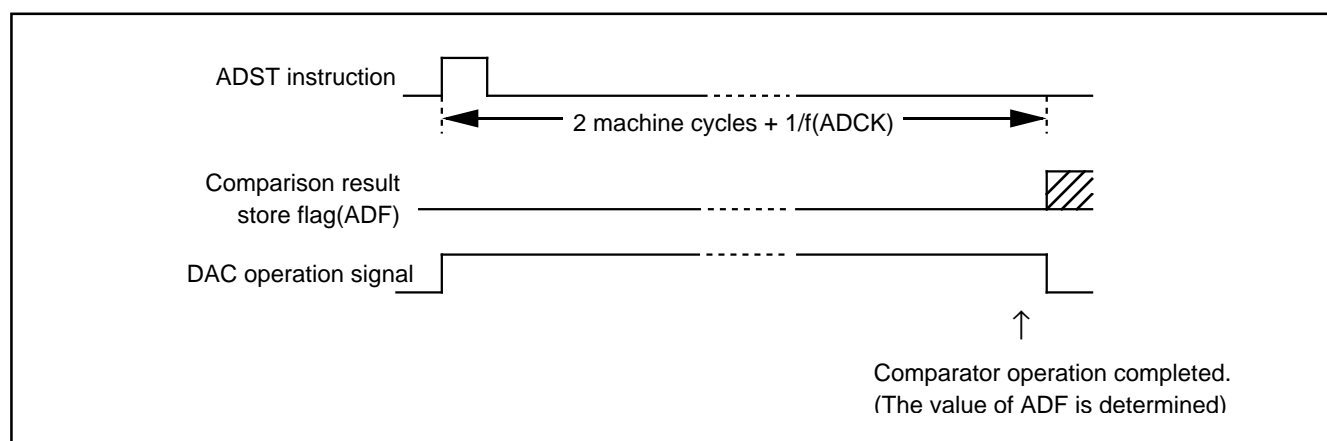 ADST instruction
2 machine cycles + 1/f(ADCK)
Comparison result
store flag(ADF)
DAC operation signal
↑
Comparator operation completed.
(The value of ADF is determined)